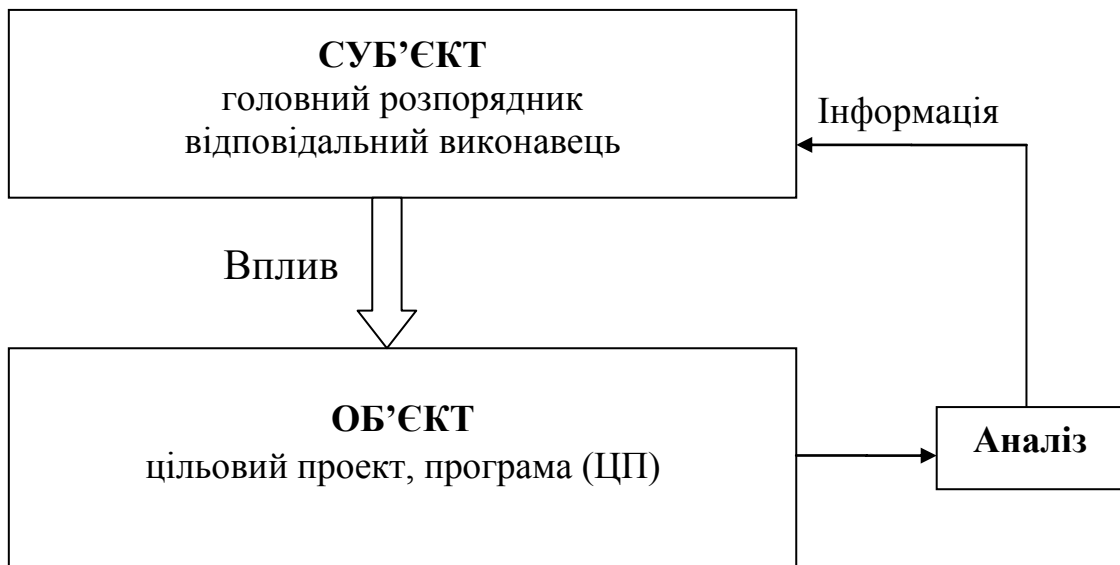 СУБ’ЄКТ
головний розпорядник
відповідальний виконавець
Інформація
Вплив
ОБ’ЄКТ
цільовий проект, програма (ЦП)
Аналіз